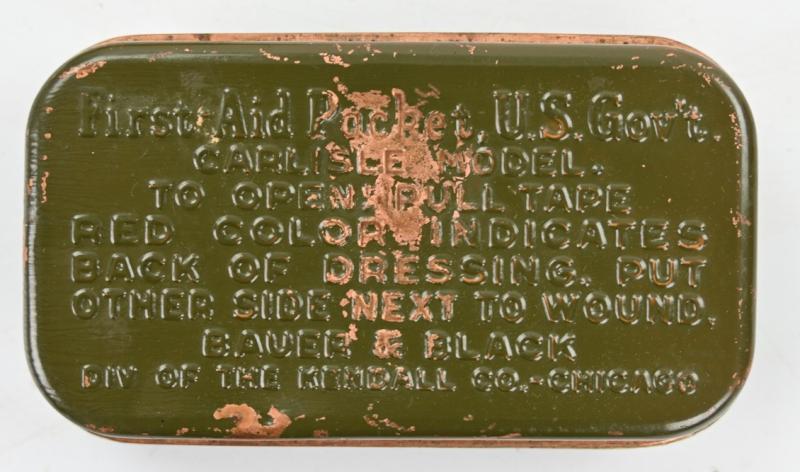 First Aid Packet, U.S. Gov't.
CARLISLE MODEL.
TO OPEN: PULL TAPE
RED COLOR INDICATES
BACK OF DRESSING. PUT
OTHER SIDE NEXT TO WOUND.
BAUER & BLACK
DIV OF THE KENDALL CO.-CHICAGO